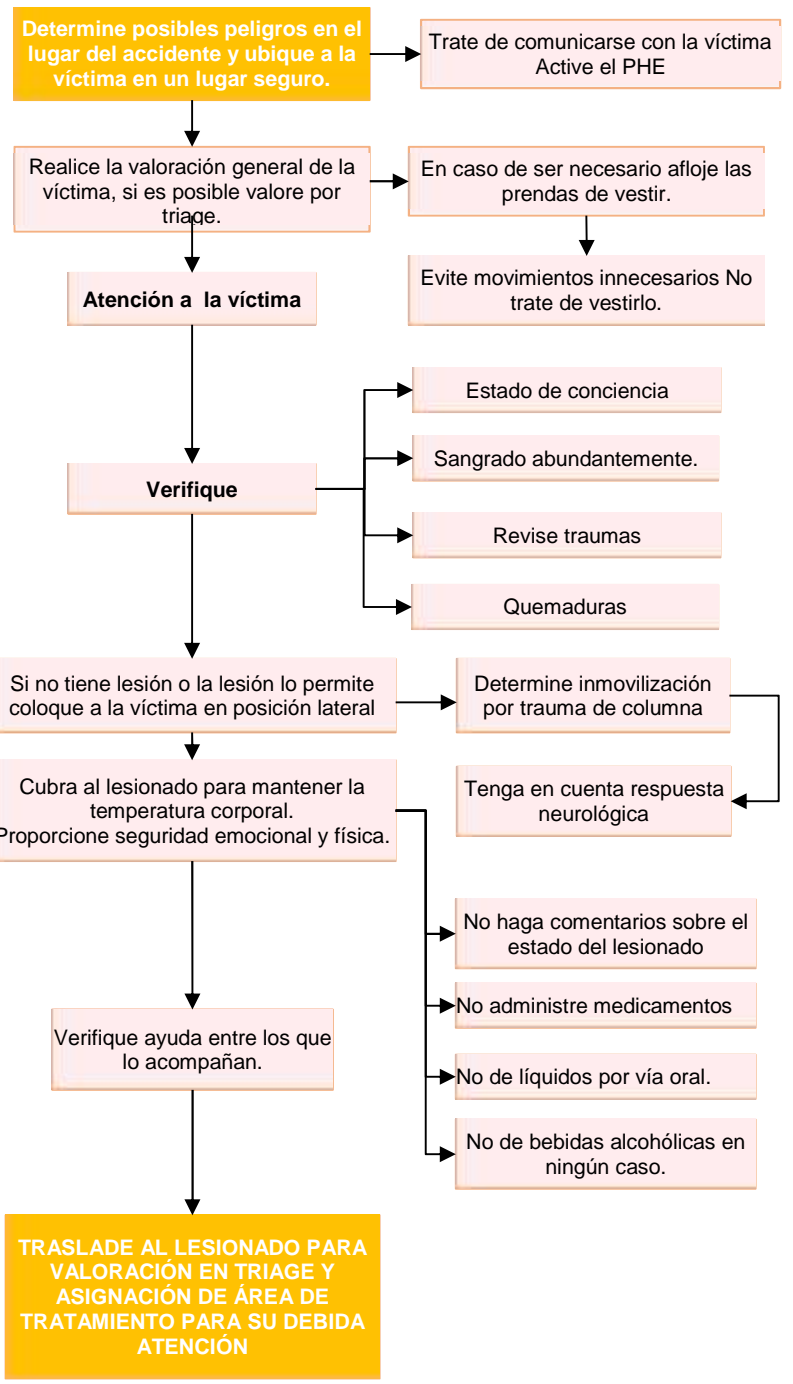 Determine posibles peligros en el
lugar del accidente y ubique a la
víctima en un lugar seguro.
Trate de comunicarse con la víctima
Active el PHE
Realice la valoración general de la
víctima, si es posible valore por
triage.
En caso de ser necesario afloje las
prendas de vestir.
Evite movimientos innecesarios No
trate de vestirlo.
Atención a la víctima
Estado de conciencia
Sangrado abundantemente.
Verifique
Revise traumas
Quemaduras
Si no tiene lesión o la lesión lo permite
coloque a la víctima en posición lateral
Determine inmovilización
por trauma de columna
Tenga en cuenta respuesta
neurológica
Cubra al lesionado para mantener la
temperatura corporal.
Proporcione seguridad emocional y física.
No haga comentarios sobre el
estado del lesionado
No administre medicamentos
No de líquidos por vía oral.
No de bebidas alcohólicas en
ningún caso.
Verifique ayuda entre los que
lo acompañan.
TRASLADE AL LESIONADO PARA
VALORACIÓN EN TRIAGE Y
ASIGNACIÓN DE ÁREA DE
TRATAMIENTO PARA SU DEBIDA
ATENCIÓN